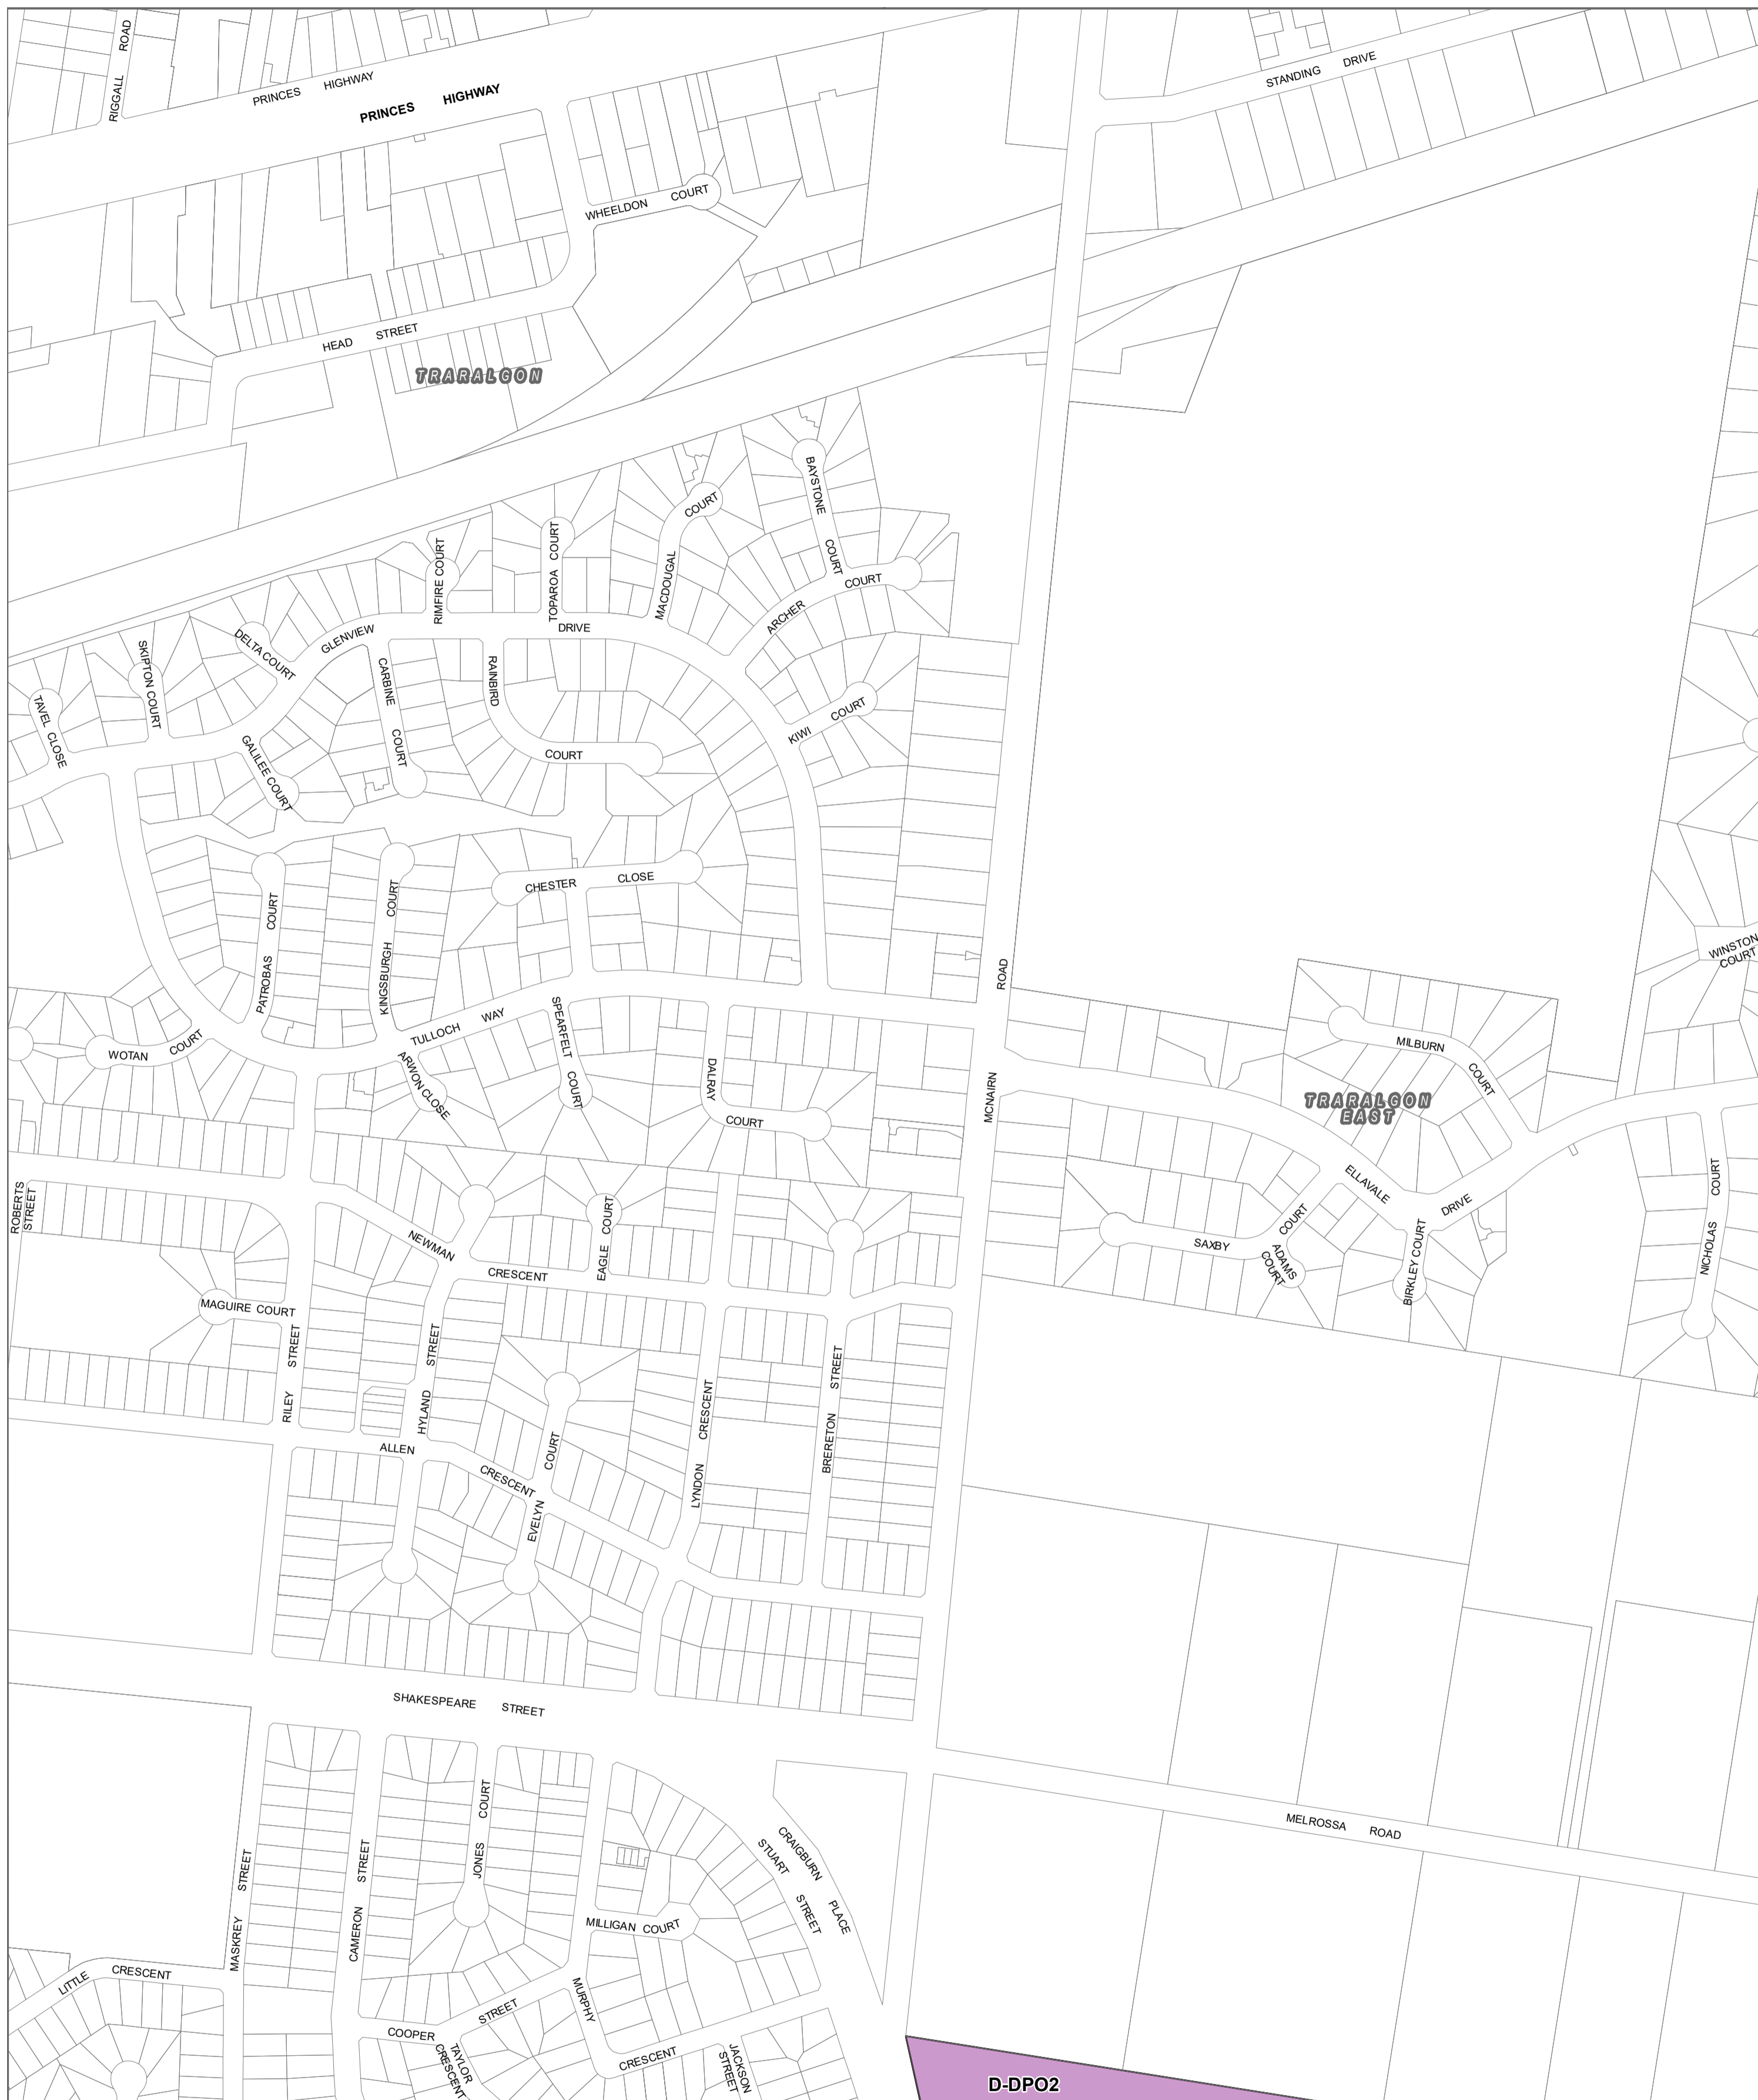 RIGGALL ROAD
PRINCES HIGHWAY
PRINCES HIGHWAY
STANDING DRIVE
WHEELDON COURT
HEAD STREET
TRARALGON
BAYSTONE COURT
MACDOUGAL COURT
TOPAROA COURT
RIMFIRE COURT
ARCHER COURT
GLENVIEW DRIVE
DELTA COURT
SKIPTON COURT
TAVEL CLOSE
CARBINE COURT
RAINBIRD COURT
KIWI COURT
GALILEE COURT
CHESTER CLOSE
PATROBAS COURT
KINGSBURGH COURT
WINSTON
COURT
MCNAIRN ROAD
TULLOCH WAY
SPEARFELT COURT
WOTAN COURT
ARWON CLOSE
DALRAY COURT
MILBURN COURT
TRARALGON
EAST
ROBERTS
STREET
ELLAVALE DRIVE
NICHOLAS COURT
SAXBY COURT
ADAMS
COURT
BIRKLEY COURT
NEWMAN CRESCENT
EAGLE COURT
MAGUIRE COURT
RILEY STREET
HYLAND STREET
LYNDON CRESCENT
BRERETON STREET
ALLEN CRESCENT
EVELYN COURT
SHAKESPEARE STREET
MELROSSA ROAD
CRAIGBURN PLACE
STUART STREET
JONES COURT
CAMERON STREET
MASKREY STREET
MILLIGAN COURT
LITTLE CRESCENT
MURPHY CRESCENT
COOPER STREET
TAYLOR
CRESCENT
JACKSON
STREET
D-DPO2